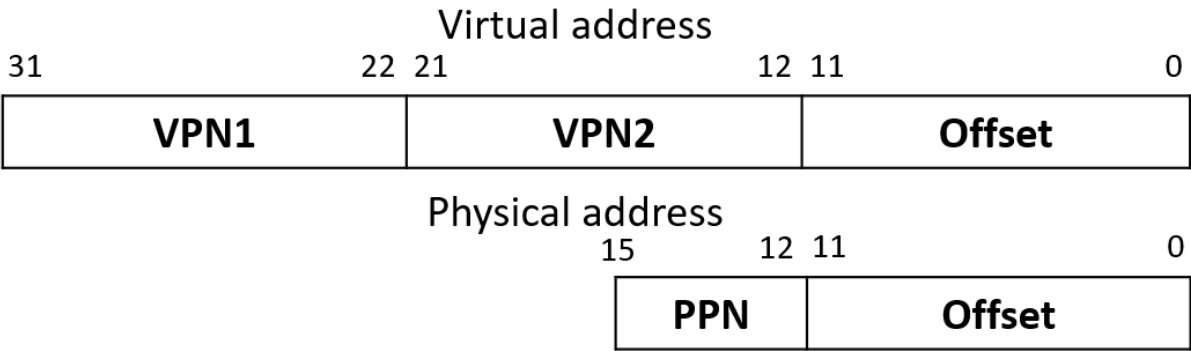 Virtual address
31 22 21 12 11 0
VPN1 VPN2 Offset
Physical address
15 12 11 0
PPN Offset